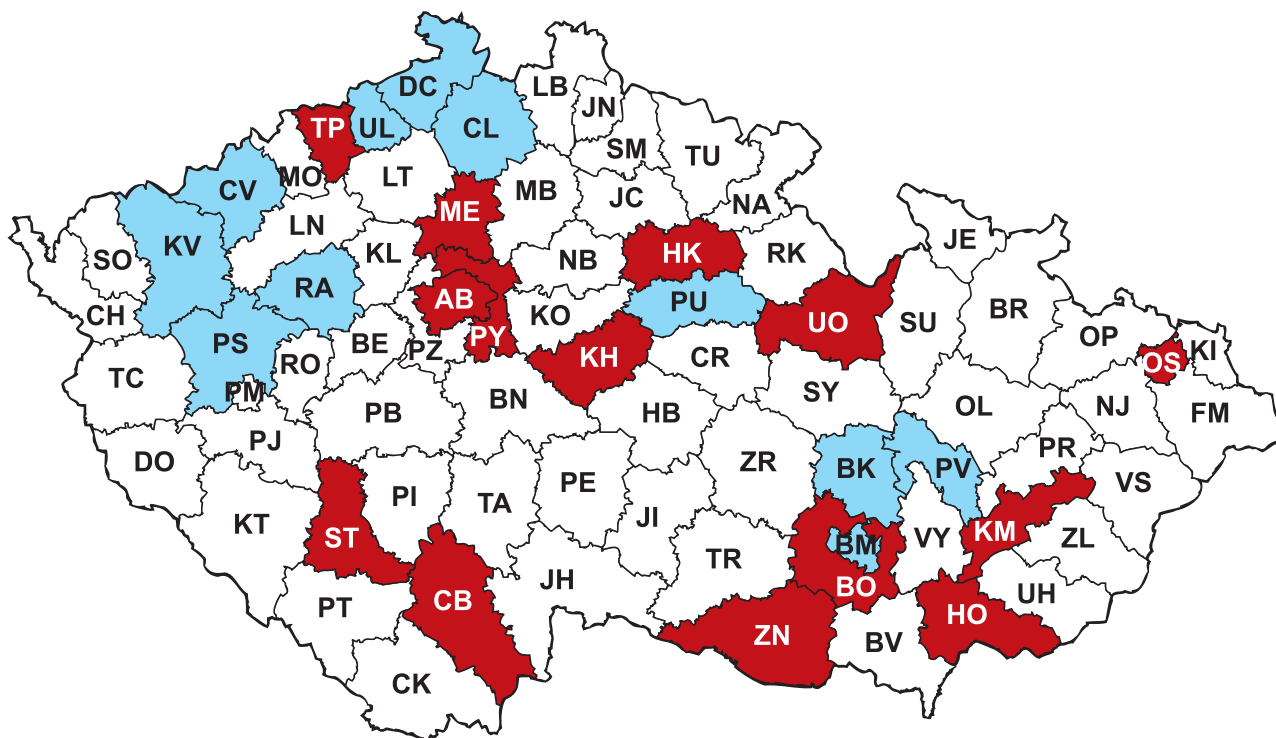 DC
LB
JN
TP
UL
CL
SM
TU
MO
LT
CV
MB
JC
NA
ME
LN
KV
SO
KL
NB
HK
RK
JE
RA
AB
PU
BR
CH
KO
UO
SU
PY
OP
KI
PS
BE
PZ
KH
CR
OS
RO
TC
PM
PB
BN
HB
SY
OL
NJ
FM
PJ
DO
PR
ZR
BK
PV
VS
PE
PI
TA
KT
JI
ST
KM
ZL
VY
BM
TR
JH
BO
CB
UH
PT
HO
ZN
BV
CK